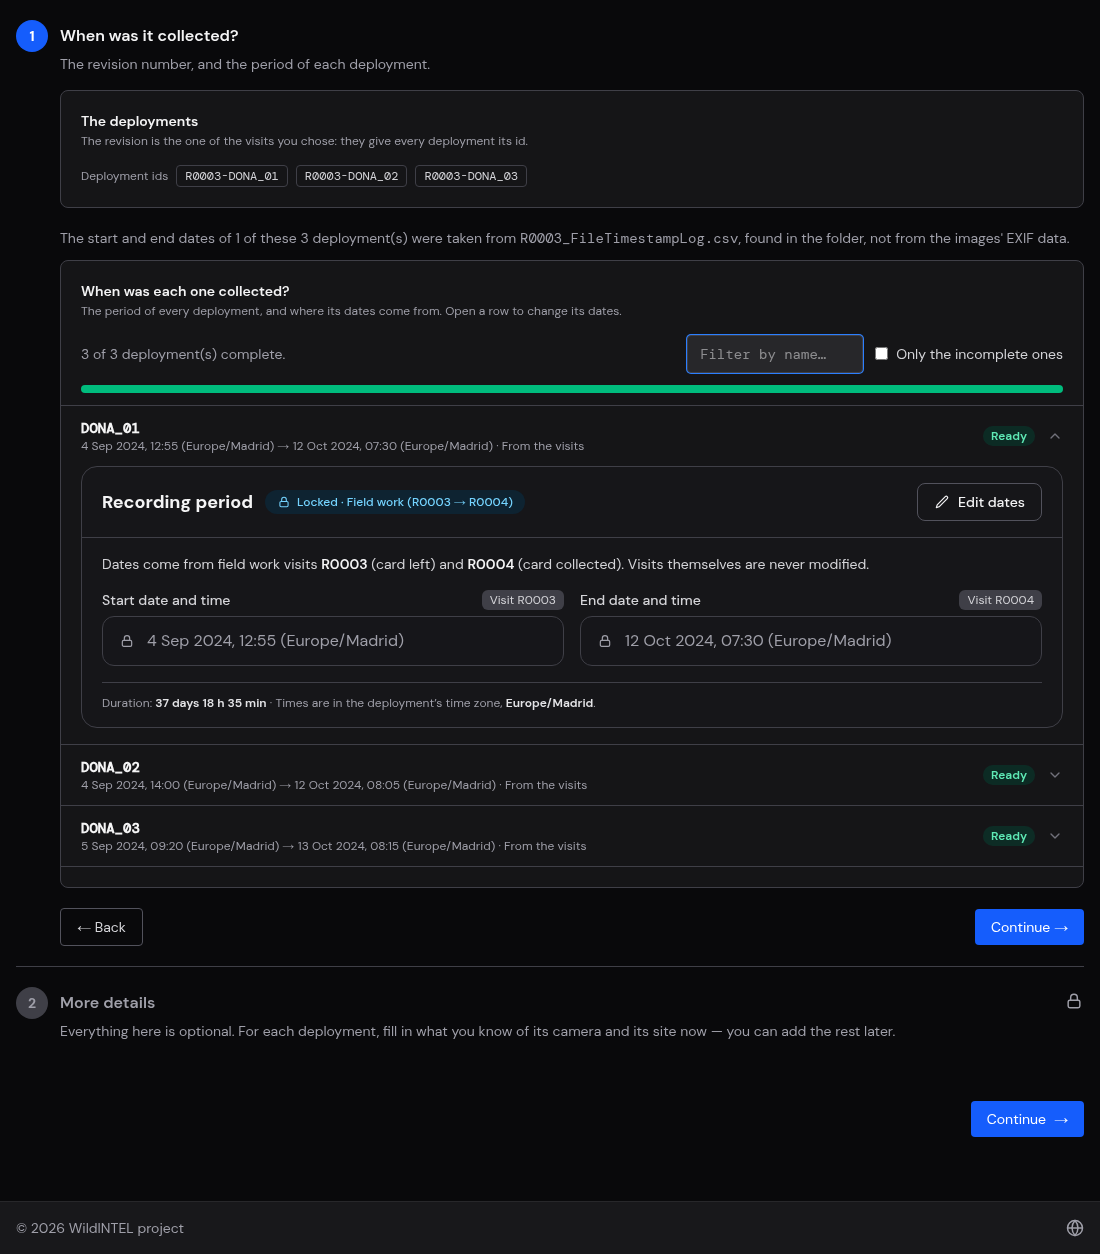 1
When was it collected?
The revision number, and the period of each deployment.
The deployments
The revision is the one of the visits you chose: they give every deployment its id.
Deployment ids R0003-DONA_01 R0003-DONA_02 R0003-DONA_03
The start and end dates of 1 of these 3 deployment(s) were taken from R0003_FileTimestampLog.csv, found in the folder, not from the images' EXIF data.
When was each one collected?
The period of every deployment, and where its dates come from. Open a row to change its dates.
3 of 3 deployment(s) complete. Filter by name… Only the incomplete ones
DONA_01
4 Sep 2024, 12:55 (Europe/Madrid) → 12 Oct 2024, 07:30 (Europe/Madrid) · From the visits
Ready
Recording period Locked · Field work (R0003 → R0004) Edit dates
Dates come from field work visits R0003 (card left) and R0004 (card collected). Visits themselves are never modified.
Start date and time Visit R0003 End date and time Visit R0004
4 Sep 2024, 12:55 (Europe/Madrid) 12 Oct 2024, 07:30 (Europe/Madrid)
Duration: 37 days 18 h 35 min · Times are in the deployment's time zone, Europe/Madrid.
DONA_02
4 Sep 2024, 14:00 (Europe/Madrid) → 12 Oct 2024, 08:05 (Europe/Madrid) · From the visits
Ready
DONA_03
5 Sep 2024, 09:20 (Europe/Madrid) → 13 Oct 2024, 08:15 (Europe/Madrid) · From the visits
Ready
← Back Continue →
2
More details
Everything here is optional. For each deployment, fill in what you know of its camera and its site now — you can add the rest later.
Continue →
© 2026 WildINTEL project